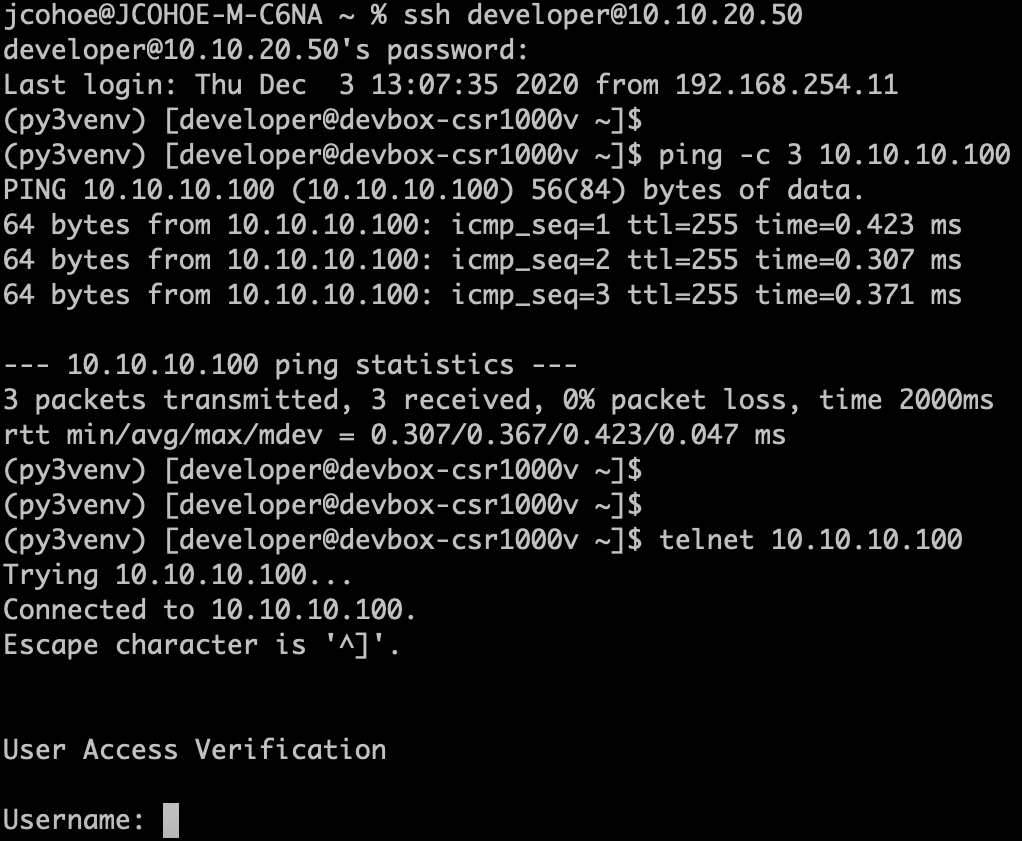 jcohoe@JCOHOE-M-C6NA ~ % ssh developer@10.10.20.50
developer@10.10.20.50's password:
Last login: Thu Dec  3 13:07:35 2020 from 192.168.254.11
(py3venv) [developer@devbox-csr1000v ~]$
(py3venv) [developer@devbox-csr1000v ~]$ ping -c 3 10.10.10.100
PING 10.10.10.100 (10.10.10.100) 56(84) bytes of data.
64 bytes from 10.10.10.100: icmp_seq=1 ttl=255 time=0.423 ms
64 bytes from 10.10.10.100: icmp_seq=2 ttl=255 time=0.307 ms
64 bytes from 10.10.10.100: icmp_seq=3 ttl=255 time=0.371 ms
--- 10.10.10.100 ping statistics ---
3 packets transmitted, 3 received, 0% packet loss, time 2000ms
rtt min/avg/max/mdev = 0.307/0.367/0.423/0.047 ms
(py3venv) [developer@devbox-csr1000v ~]$
(py3venv) [developer@devbox-csr1000v ~]$
(py3venv) [developer@devbox-csr1000v ~]$ telnet 10.10.10.100
Trying 10.10.10.100...
Connected to 10.10.10.100.
Escape character is '^]'.
User Access Verification
Username: